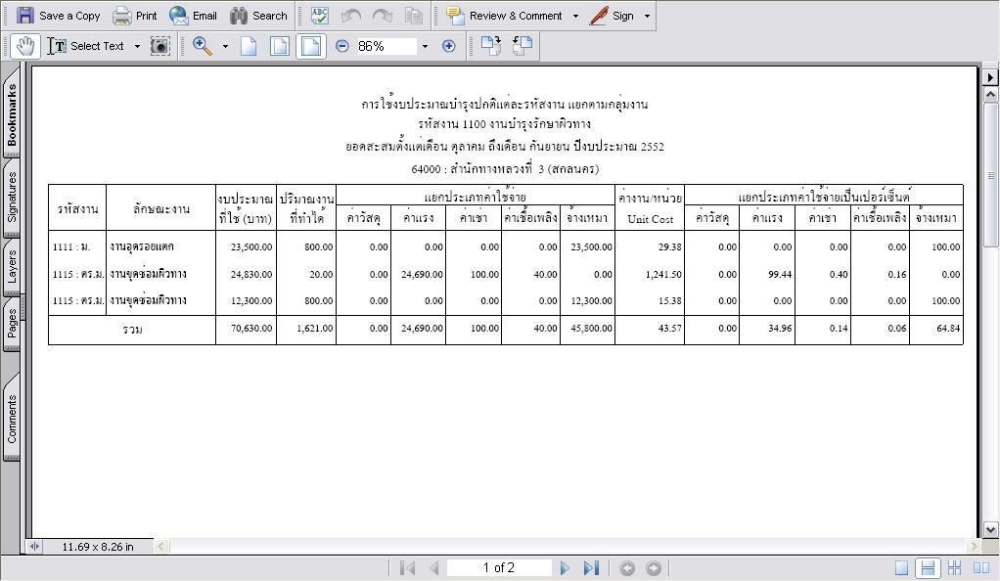 Save a Copy Print Email Search ABC Review & Comment Sign
Select Text 86%
Bookmarks
Signatures
Layers
Pages
Comments
การใช้งบประมาณบำรุงปกติแต่ละรหัสงาน แยกตามกลุ่มงาน
รหัสงาน 1100 งานบำรุงรักษาผิวทาง
ยอดสะสมตั้งแต่เดือน ตุลาคม ถึงเดือน กันยายน ปีงบประมาณ 2552
64000 : สำนักทางหลวงที่ 3 (สกลนคร)
รหัสงาน ลักษณะงาน งบประมาณ ปริมาณงาน แยกประเภทค่าใช้จ่าย ค่างาน/หน่วย แยกประเภทค่าใช้จ่ายเป็นเปอร์เซ็นต์
ที่ใช้ (บาท) ที่ทำได้ ค่าวัสดุ ค่าแรง ค่าเช่า ค่าเชื้อเพลิง จ้างเหมา Unit Cost ค่าวัสดุ ค่าแรง ค่าเช่า ค่าเชื้อเพลิง จ้างเหมา
1111 : ม. งานอุดรอยแตก 23,500.00 800.00 0.00 0.00 0.00 0.00 23,500.00 29.38 0.00 0.00 0.00 0.00 100.00
1115 : ตร.ม. งานขุดซ่อมผิวทาง 24,830.00 20.00 0.00 24,690.00 100.00 40.00 0.00 1,241.50 0.00 99.44 0.40 0.16 0.00
1115 : ตร.ม. งานขุดซ่อมผิวทาง 12,300.00 800.00 0.00 0.00 0.00 0.00 12,300.00 15.38 0.00 0.00 0.00 0.00 100.00
รวม 70,630.00 1,621.00 0.00 24,690.00 100.00 40.00 45,800.00 43.57 0.00 34.96 0.14 0.06 64.84
11.69 x 8.26 in
1 of 2